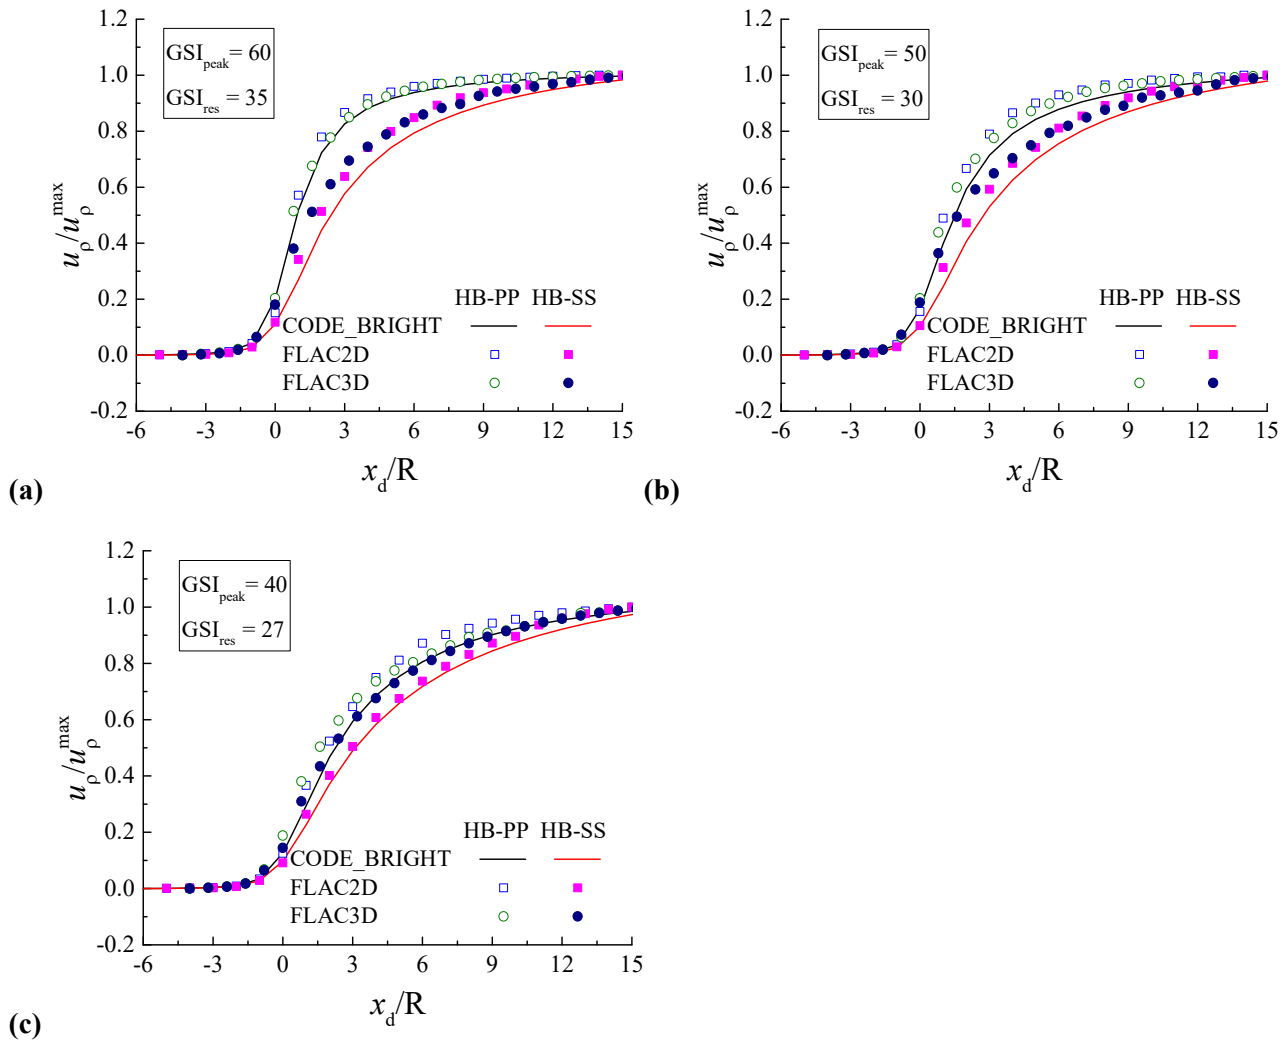 1.2
1.0
0.8
0.6
0.4
0.2
0.0
-0.2
u_ρ/u_ρ^max
GSI_peak = 60
GSI_res = 35
HB-PP HB-SS
CODE_BRIGHT
FLAC2D
FLAC3D
-6 -3 0 3 6 9 12 15
x_d/R
(a)
1.2
1.0
0.8
0.6
0.4
0.2
0.0
-0.2
u_ρ/u_ρ^max
GSI_peak = 50
GSI_res = 30
HB-PP HB-SS
CODE_BRIGHT
FLAC2D
FLAC3D
-6 -3 0 3 6 9 12 15
x_d/R
(b)
1.2
1.0
0.8
0.6
0.4
0.2
0.0
-0.2
u_ρ/u_ρ^max
GSI_peak = 40
GSI_res = 27
HB-PP HB-SS
CODE_BRIGHT
FLAC2D
FLAC3D
-6 -3 0 3 6 9 12 15
x_d/R
(c)